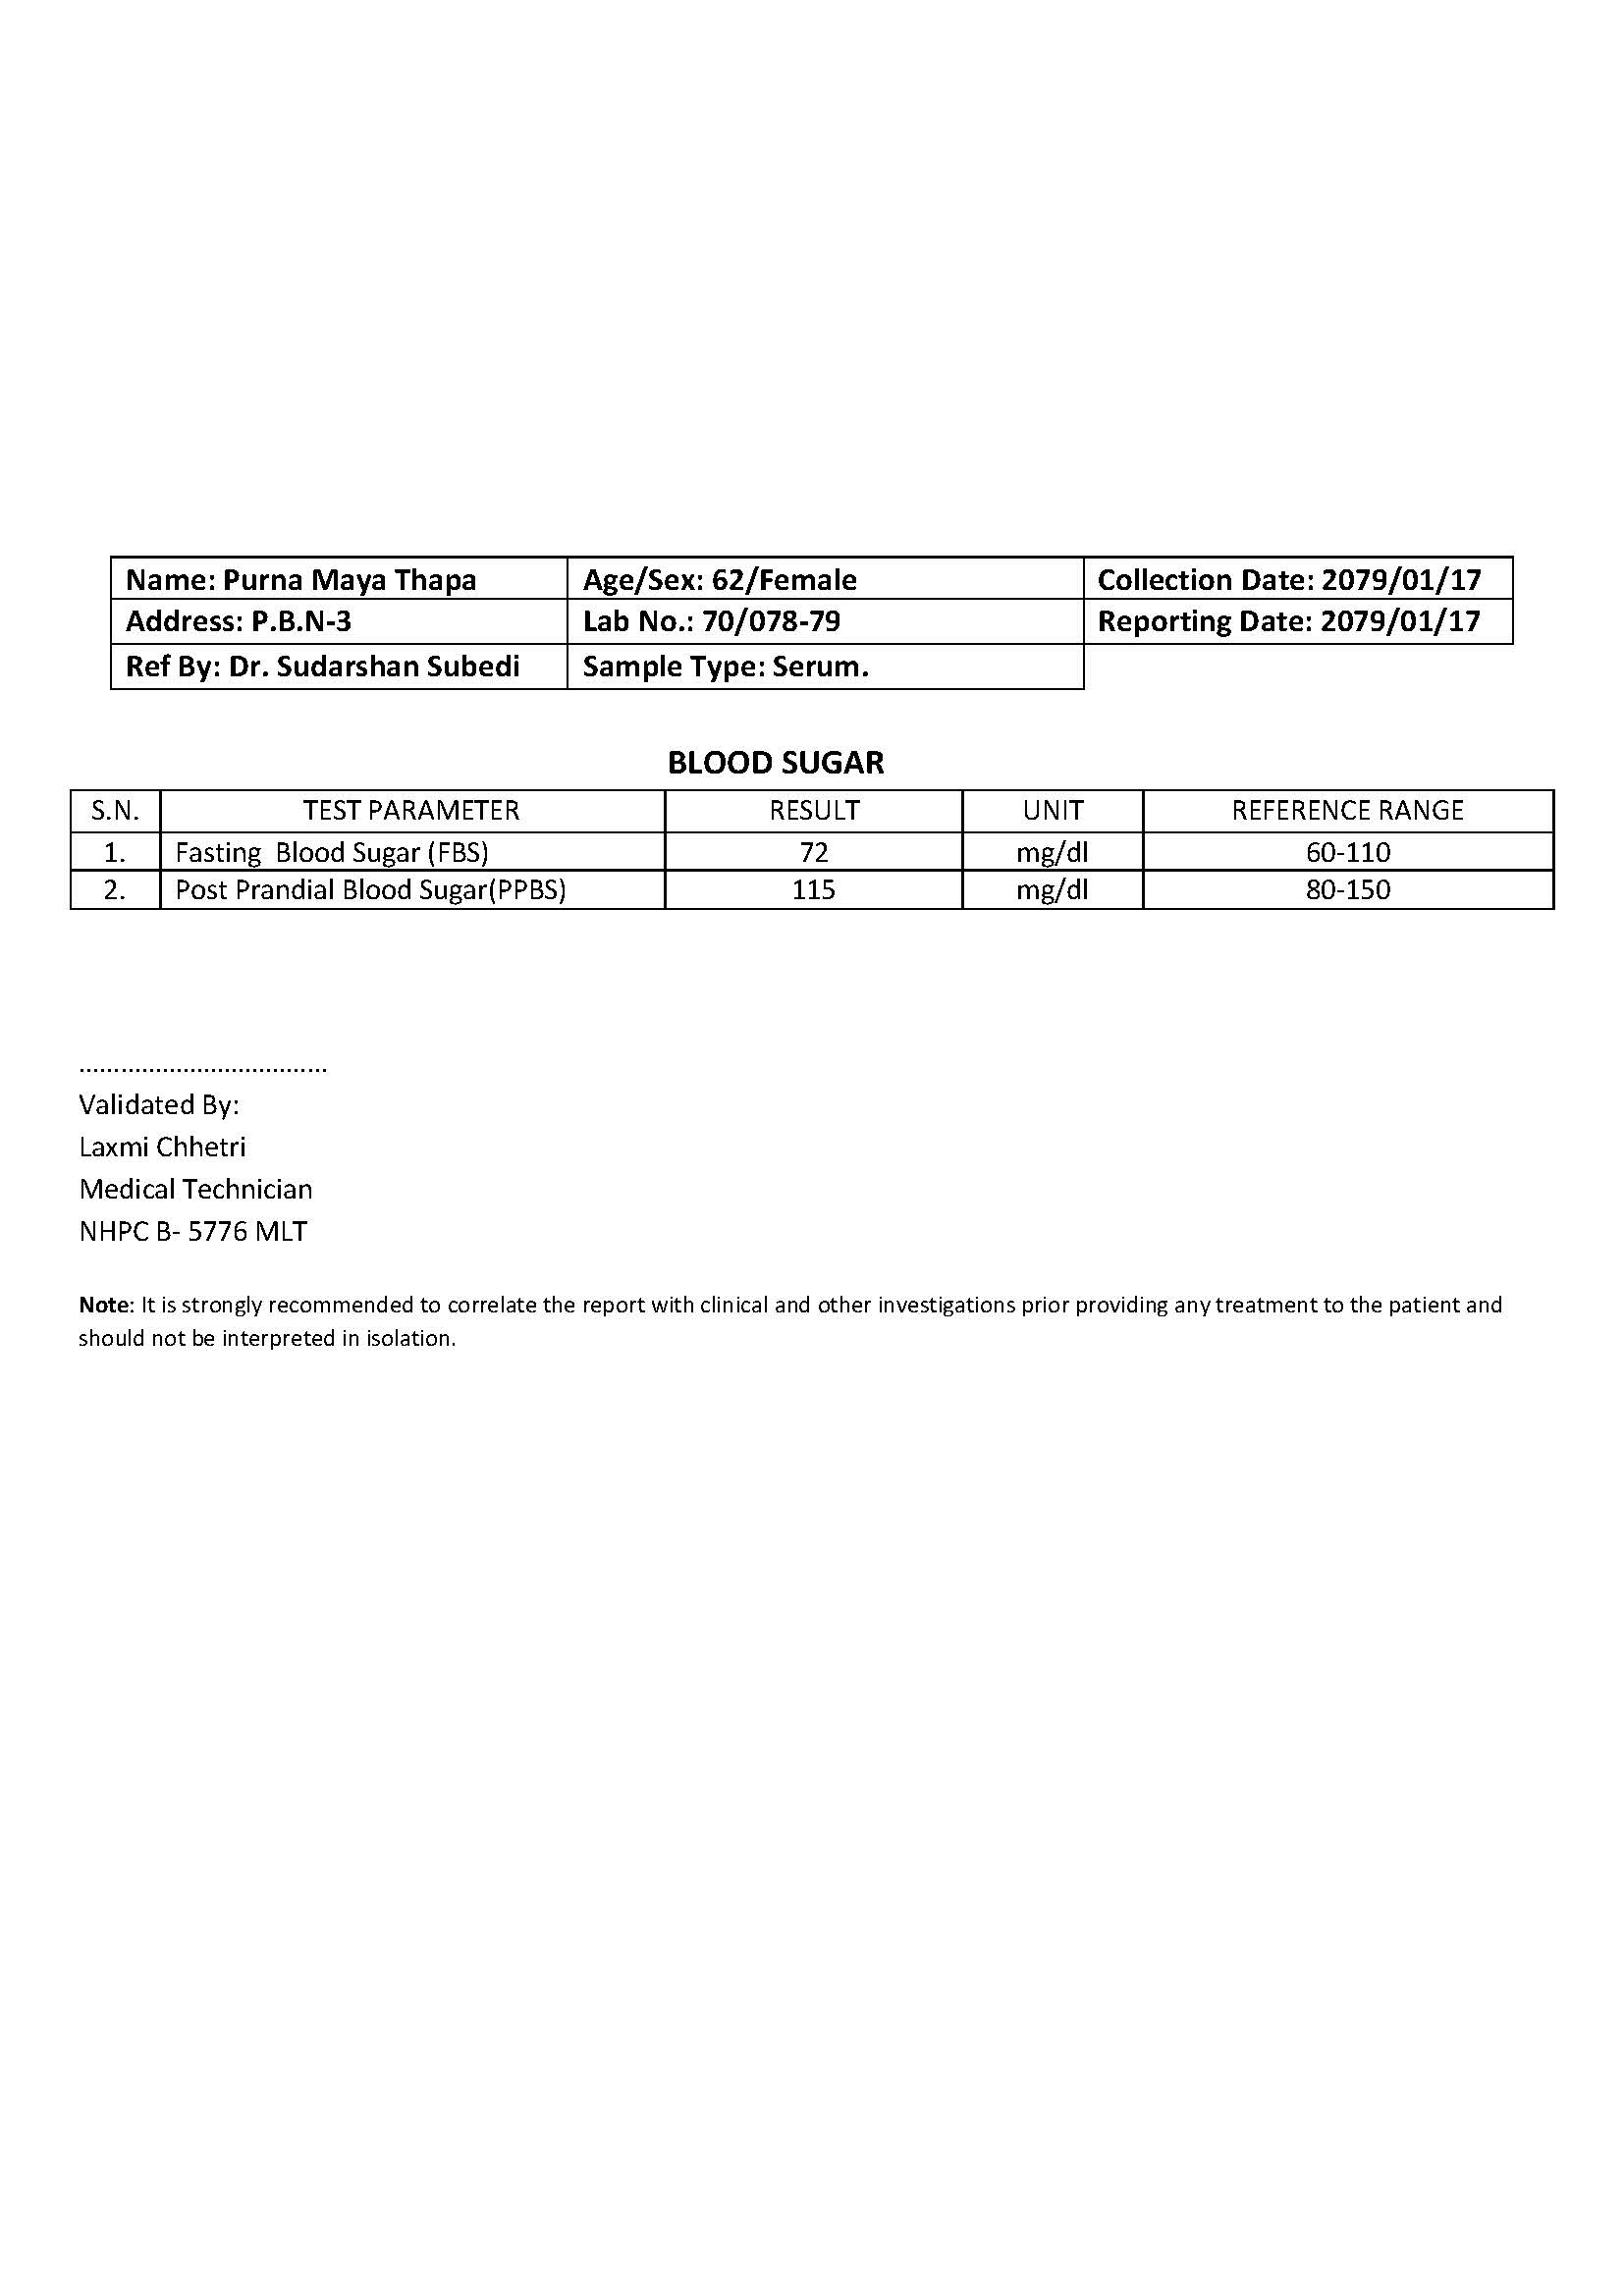 Name: Purna Maya Thapa Age/Sex: 62/Female Collection Date: 2079/01/17
Address: P.B.N-3 Lab No.: 70/078-79 Reporting Date: 2079/01/17
Ref By: Dr. Sudarshan Subedi Sample Type: Serum.
BLOOD SUGAR
S.N. TEST PARAMETER RESULT UNIT REFERENCE RANGE
1. Fasting  Blood Sugar (FBS) 72 mg/dl 60-110
2. Post Prandial Blood Sugar(PPBS) 115 mg/dl 80-150
....................................
Validated By:
Laxmi Chhetri
Medical Technician
NHPC B- 5776 MLT
Note: It is strongly recommended to correlate the report with clinical and other investigations prior providing any treatment to the patient and
should not be interpreted in isolation.